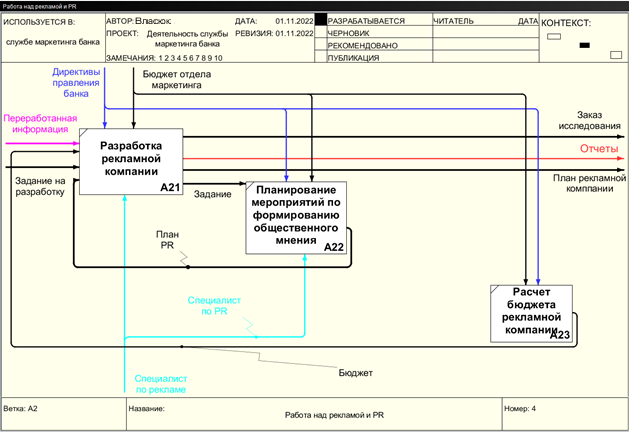 Работа над рекламой и PR
ИСПОЛЬЗУЕТСЯ В:
службе маркетинга банка
АВТОР: Власюк
ДАТА: 01.11.2022
ПРОЕКТ: Деятельность службы
маркетинга банка
РЕВИЗИЯ: 01.11.2022
ЗАМЕЧАНИЯ: 1 2 3 4 5 6 7 8 9 10
РАЗРАБАТЫВАЕТСЯ
ЧЕРНОВИК
РЕКОМЕНДОВАНО
ПУБЛИКАЦИЯ
ЧИТАТЕЛЬ
ДАТА
КОНТЕКСТ:
Директивы
правления
банка
Бюджет отдела
маркетинга
Переработанная
информация
Задание на
разработку
Разработка
рекламной
компании
A21
Заказ
исследования
Отчеты
План рекламной
комппании
Задание
Планирование
мероприятий по
формированию
общественного
мнения
A22
План
PR
Специалист
по PR
Расчет
бюджета
рекламной
компании
A23
Бюджет
Специалист
по рекламе
Ветка: A2
Название:
Работа над рекламой и PR
Номер: 4